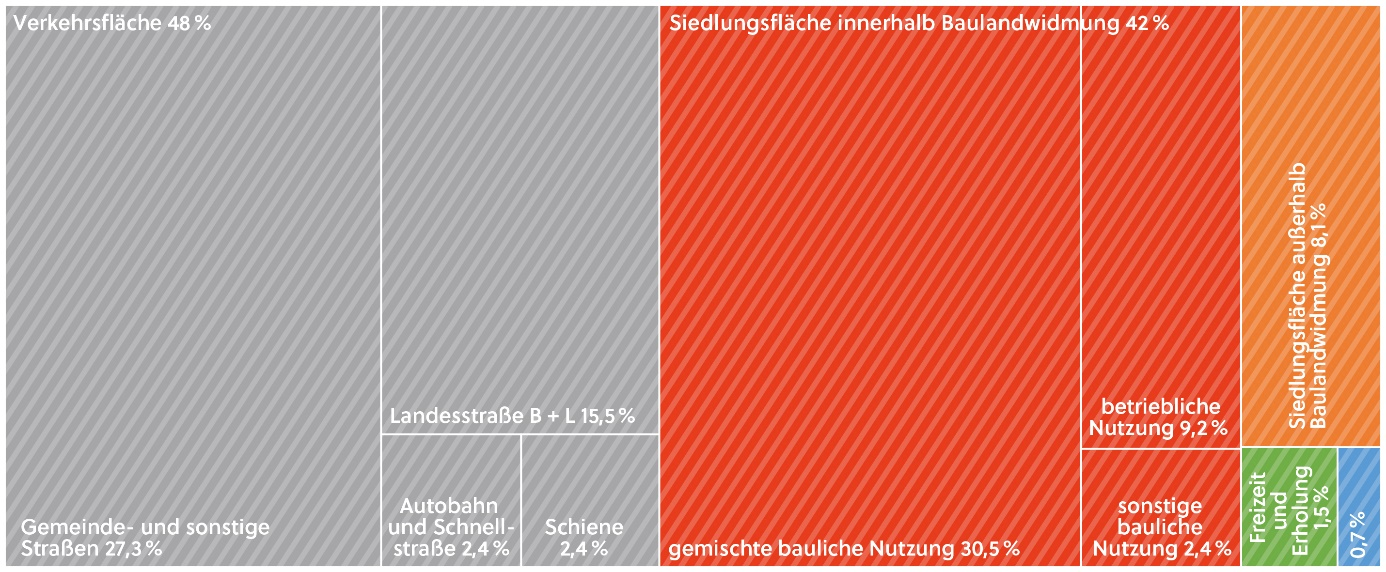 Verkehrsfläche 48 %
Gemeinde- und sonstige
Straßen 27,3 %
Landesstraße B + L 15,5 %
Autobahn
und Schnell-
straße 2,4 %
Schiene
2,4 %
Siedlungsfläche innerhalb Baulandwidmung 42 %
gemischte bauliche Nutzung 30,5 %
betriebliche
Nutzung 9,2 %
sonstige
bauliche
Nutzung 2,4 %
Siedlungsfläche außerhalb
Baulandwidmung 8,1 %
Freizeit
und
Erholung
1,5 %
0,7 %